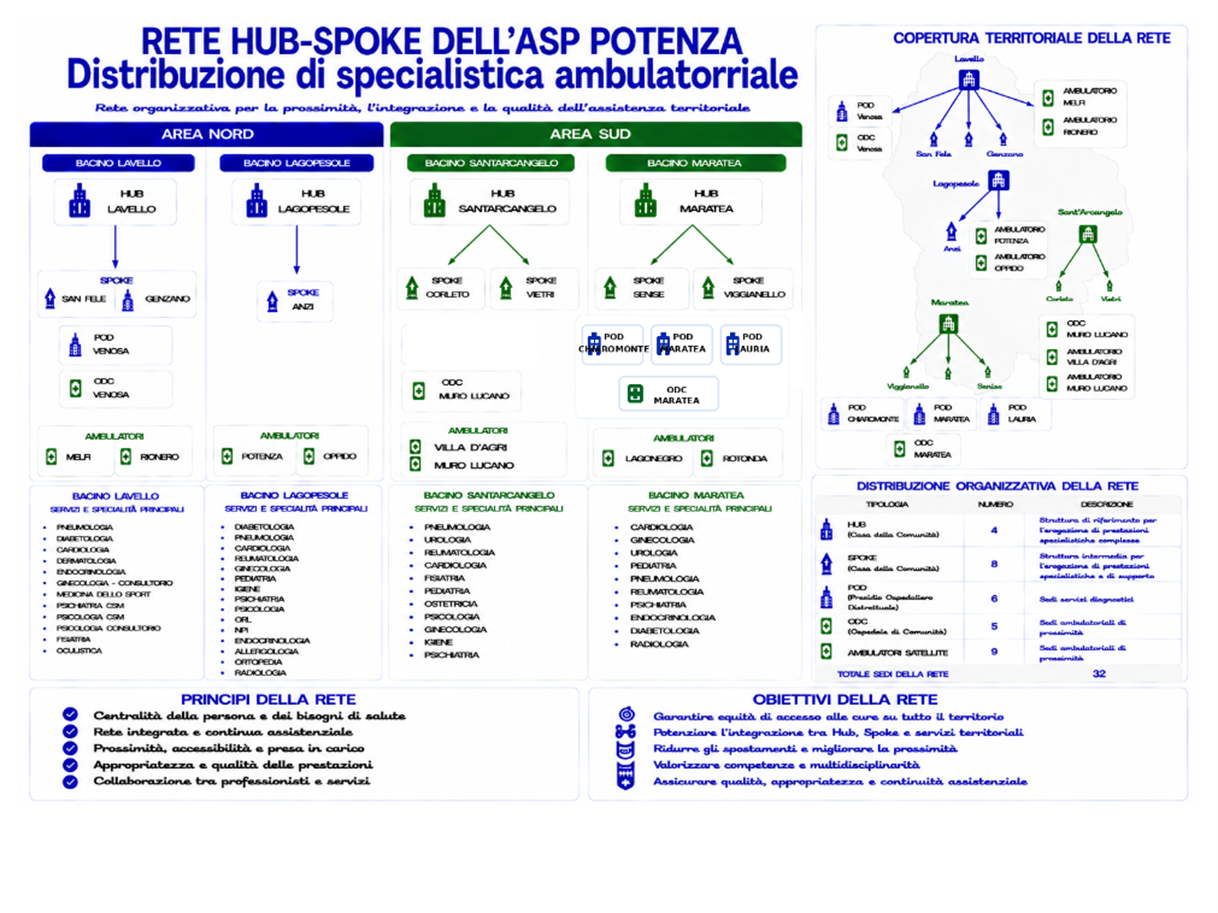 RETE HUB-SPOKE DELL'ASP POTENZA
Distribuzione di specialistica ambulatorriale
Rete organizzativa per la prossimità, l'integrazione e la qualità dell'assistenza territoriale
AREA NORD
AREA SUD
BACINO LAVELLO
BACINO LAGOPESOLE
BACINO SANTARCANGELO
BACINO MARATEA
HUB
LAVELLO
HUB
LAGOPESOLE
HUB
SANTARCANGELO
HUB
MARATEA
SPOKE
SAN FELE
GENZANO
SPOKE
ANZI
SPOKE
CORLETO
SPOKE
VIETRI
SPOKE
SENISE
SPOKE
VIGGIANELLO
POD
VENOSA
POD
CHIAROMONTE
POD
MARATEA
POD
LAURIA
ODC
VENOSA
ODC
MURO LUCANO
ODC
MARATEA
AMBULATORI
MELFI
RIONERO
AMBULATORI
POTENZA
OPPIDO
AMBULATORI
VILLA D'AGRI
MURO LUCANO
AMBULATORI
LAGONEGRO
ROTONDA
BACINO LAVELLO
SERVIZI E SPECIALITÀ PRINCIPALI
• PNEUMOLOGIA
• DIABETOLOGIA
• CARDIOLOGIA
• DERMATOLOGIA
• ENDOCRINOLOGIA
• GINECOLOGIA - CONSULTORIO
• MEDICINA DELLO SPORT
• PSICHIATRIA CSM
• PSICOLOGIA CSM
• PSICOLOGIA CONSULTORIO
• FISIATRIA
• OCULISTICA
BACINO LAGOPESOLE
SERVIZI E SPECIALITÀ PRINCIPALI
• DIABETOLOGIA
• PNEUMOLOGIA
• CARDIOLOGIA
• REUMATOLOGIA
• GINECOLOGIA
• PEDIATRIA
• IGIENE
• PSICHIATRIA
• PSICOLOGIA
• ORL
• NPI
• ENDOCRINOLOGIA
• ALLERGOLOGIA
• ORTOPEDIA
• RADIOLOGIA
BACINO SANTARCANGELO
SERVIZI E SPECIALITÀ PRINCIPALI
• PNEUMOLOGIA
• UROLOGIA
• REUMATOLOGIA
• CARDIOLOGIA
• FISIATRIA
• PEDIATRIA
• OSTETRICIA
• PSICOLOGIA
• GINECOLOGIA
• IGIENE
• PSICHIATRIA
BACINO MARATEA
SERVIZI E SPECIALITÀ PRINCIPALI
• CARDIOLOGIA
• GINECOLOGIA
• UROLOGIA
• PEDIATRIA
• PNEUMOLOGIA
• REUMATOLOGIA
• PSICHIATRIA
• ENDOCRINOLOGIA
• DIABETOLOGIA
• RADIOLOGIA
COPERTURA TERRITORIALE DELLA RETE
Lavello
POD
Venosa
ODC
Venosa
AMBULATORIO
MELFI
AMBULATORIO
RIONERO
San Fele
Genzano
Lagopesole
Anzi
AMBULATORIO
POTENZA
AMBULATORIO
OPPIDO
Sant'Arcangelo
Corleto
Vietri
Maratea
Viggianello
Senise
ODC
MURO LUCANO
AMBULATORIO
VILLA D'AGRI
AMBULATORIO
MURO LUCANO
POD
CHIAROMONTE
POD
MARATEA
POD
LAURIA
ODC
MARATEA
DISTRIBUZIONE ORGANIZZATIVA DELLA RETE
TIPOLOGIA NUMERO DESCRIZIONE
HUB
(Casa della Comunità)
4
Struttura di riferimento per
l'erogazione di prestazioni
specialistiche complesse
SPOKE
(Casa della Comunità)
8
Struttura intermedia per
l'erogazione di prestazioni
specialistiche e di supporto
POD
(Presidio Ospedaliero
Distrettuale)
6
Sedi servizi diagnostici
ODC
(Ospedale di Comunità)
5
Sedi ambulatoriali di
prossimità
AMBULATORI SATELLITE
9
Sedi ambulatoriali di
prossimità
TOTALE SEDI DELLA RETE 32
PRINCIPI DELLA RETE
Centralità della persona e dei bisogni di salute
Rete integrata e continua assistenziale
Prossimità, accessibilità e presa in carico
Appropriatezza e qualità delle prestazioni
Collaborazione tra professionisti e servizi
OBIETTIVI DELLA RETE
Garantire equità di accesso alle cure su tutto il territorio
Potenziare l'integrazione tra Hub, Spoke e servizi territoriali
Ridurre gli spostamenti e migliorare la prossimità
Valorizzare competenze e multidisciplinarità
Assicurare qualità, appropriatezza e continuità assistenziale